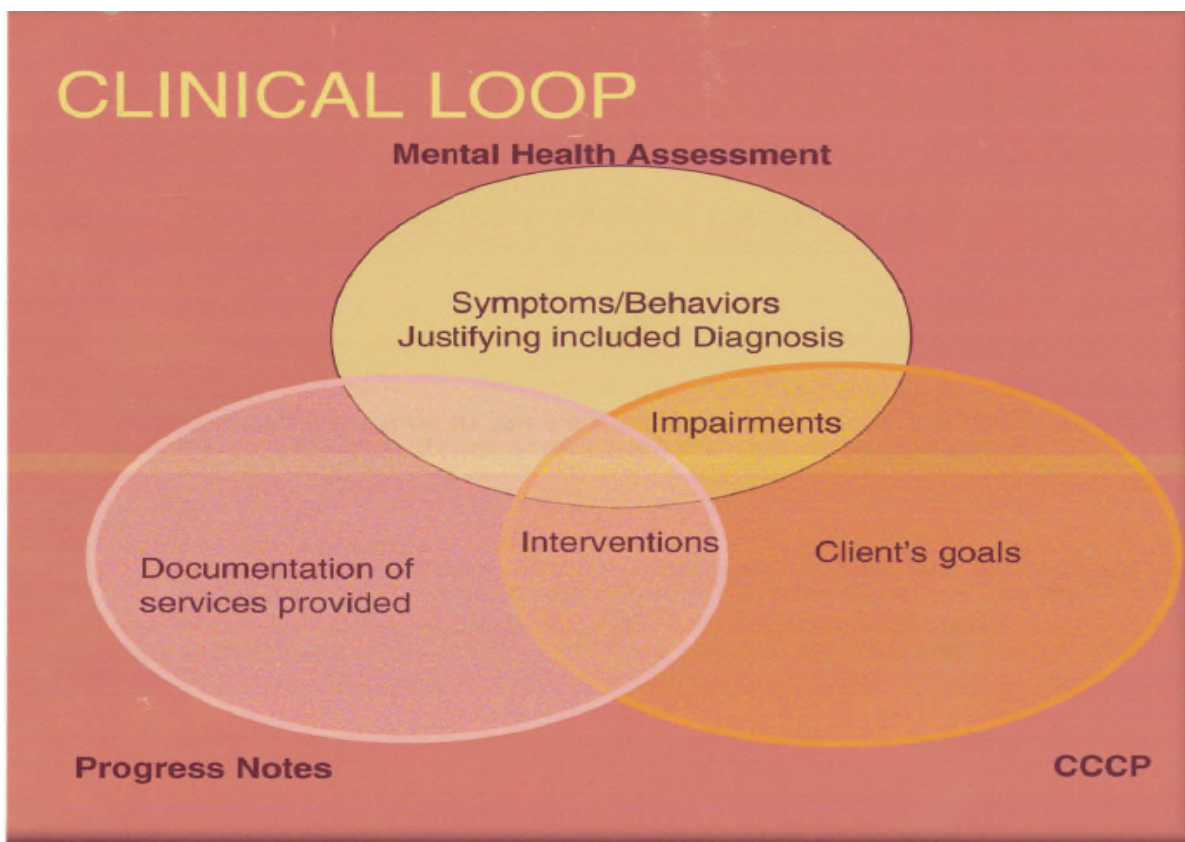 CLINICAL LOOP
Mental Health Assessment
Symptoms/Behaviors
Justifying included Diagnosis
Impairments
Interventions
Client's goals
Documentation of
services provided
Progress Notes
CCCP